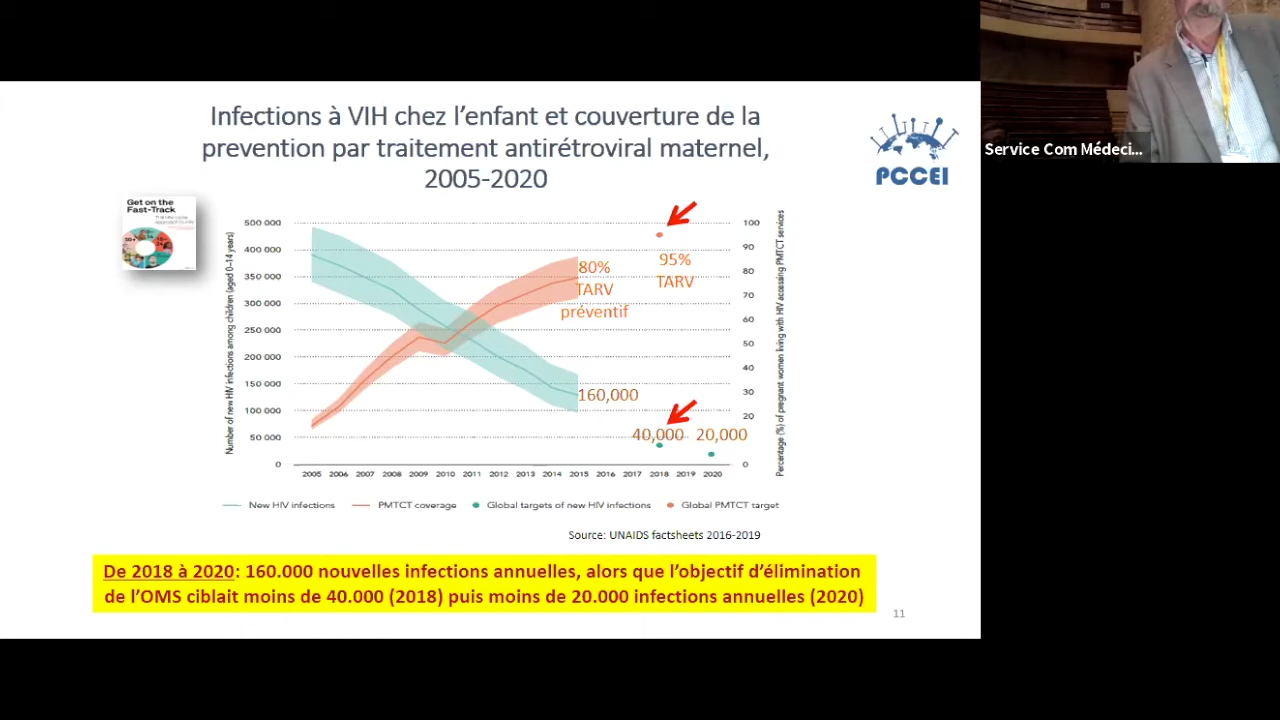 Infections à VIH chez l’enfant et couverture de la
prevention par traitement antirétroviral maternel,
2005-2020
PCCEI
Service Com Médeci...
Get on the
Fast-Track
Number of new HIV infections among children (aged 0–14 years)
500 000
450 000
400 000
350 000
300 000
250 000
200 000
150 000
100 000
50 000
0
100
90
80
70
60
50
40
30
20
10
0
Percentage (%) of pregnant women living with HIV accessing PMTCT services
80%
TARV
préventif
95%
TARV
160,000
40,000 20,000
2005 2006 2007 2008 2009 2010 2011 2012 2013 2014 2015 2016 2017 2018 2019 2020
New HIV infections PMTCT coverage Global targets of new HIV infections Global PMTCT target
Source: UNAIDS factsheets 2016-2019
De 2018 à 2020: 160.000 nouvelles infections annuelles, alors que l’objectif d’élimination
de l’OMS ciblait moins de 40.000 (2018) puis moins de 20.000 infections annuelles (2020)
11